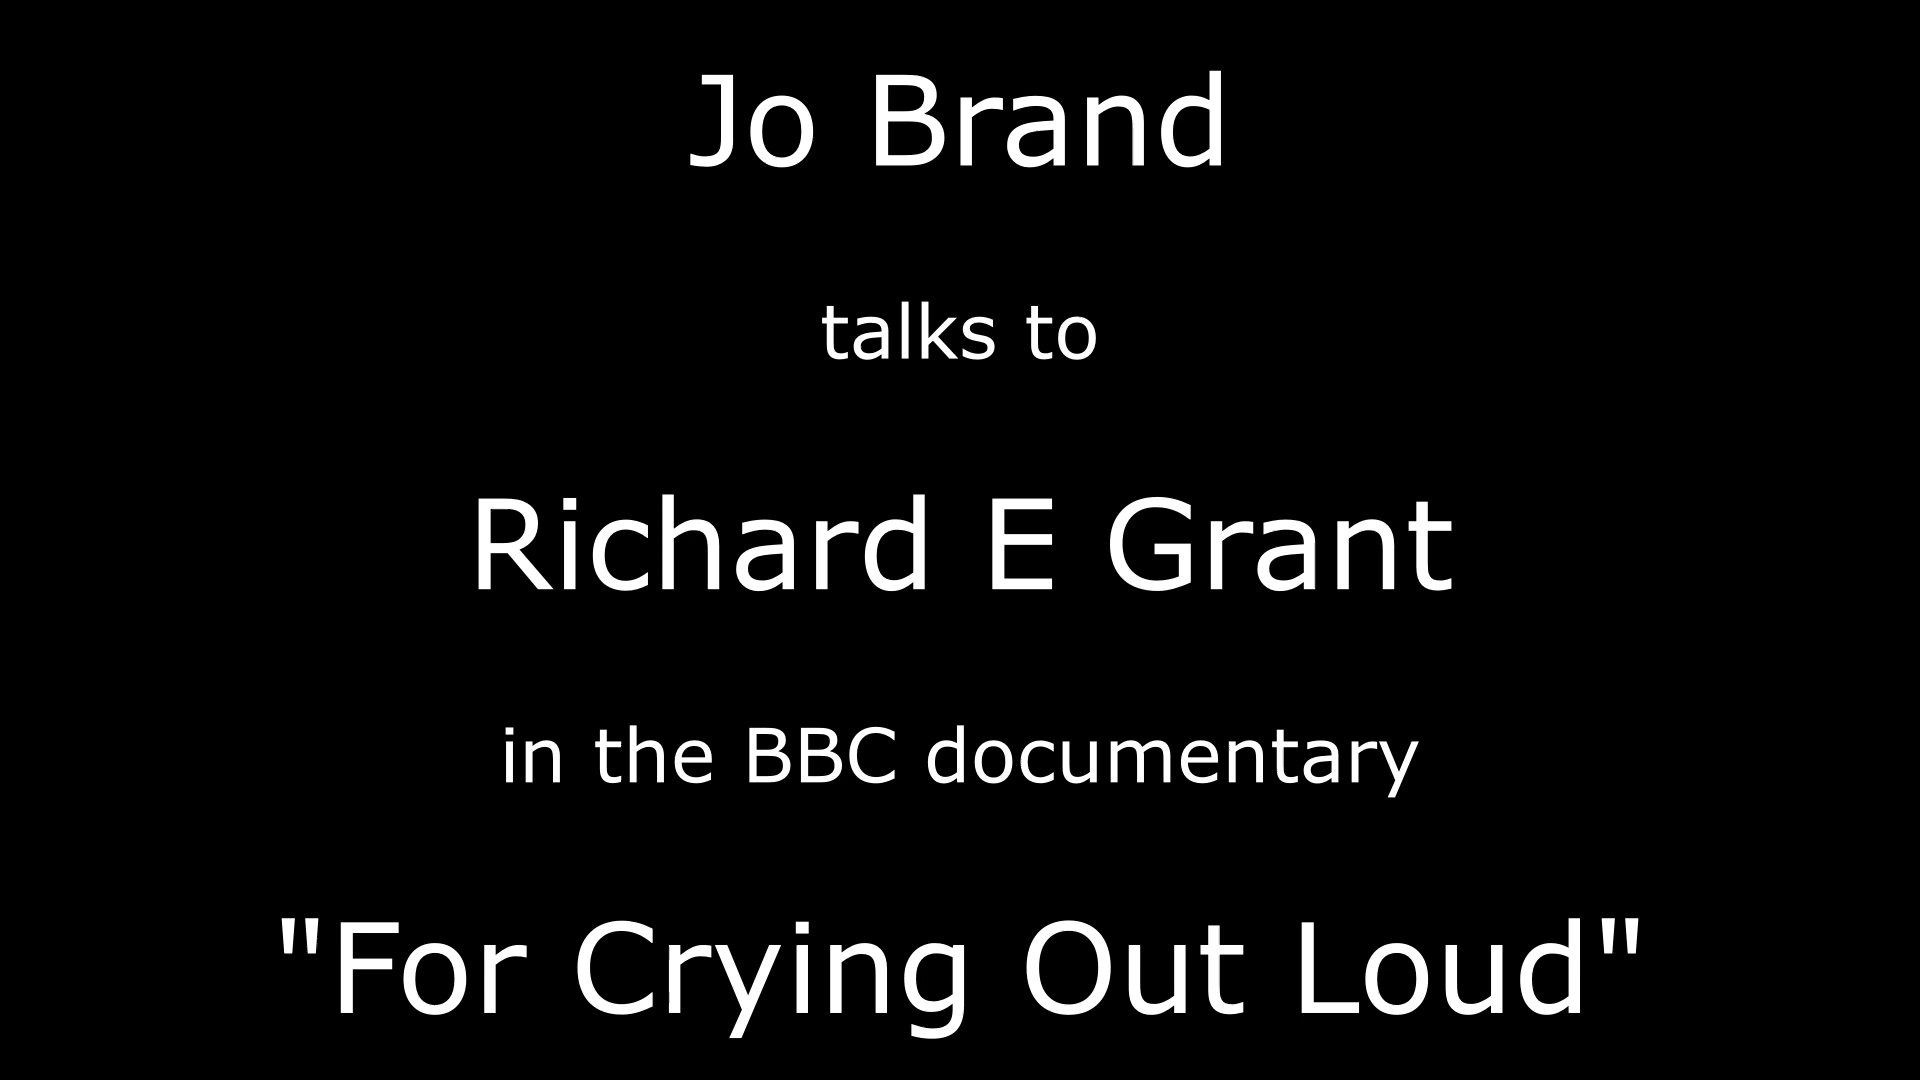 Jo Brand
talks to
Richard E Grant
in the BBC documentary
"For Crying Out Loud"